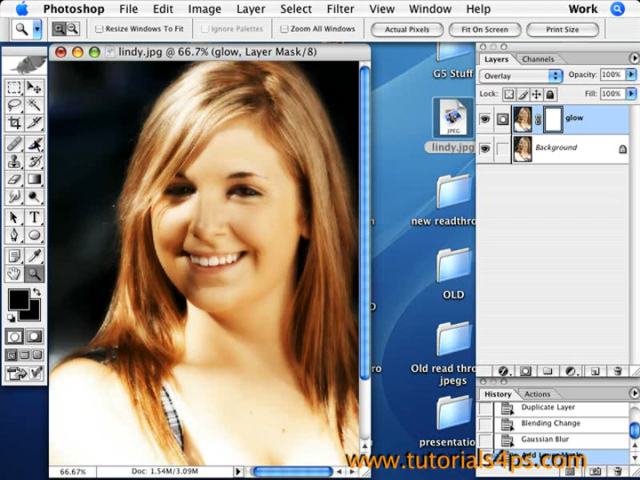 Photoshop File Edit Image Layer Select Filter View Window Help Work
Resize Windows To Fit Ignore Palettes Zoom All Windows Actual Pixels Fit On Screen Print Size
lindy.jpg @ 66.7% (glow, Layer Mask/8)
G5 Stuff
JPEG
lindy.jpg
new readthro
OLD
Old read throu
jpegs
presentatio
Layers Channels
Overlay Opacity: 100%
Lock: Fill: 100%
glow
Background
History Actions
Duplicate Layer
Blending Change
Gaussian Blur
66.67% Doc: 1.54M/3.09M
www.tutorials4ps.com